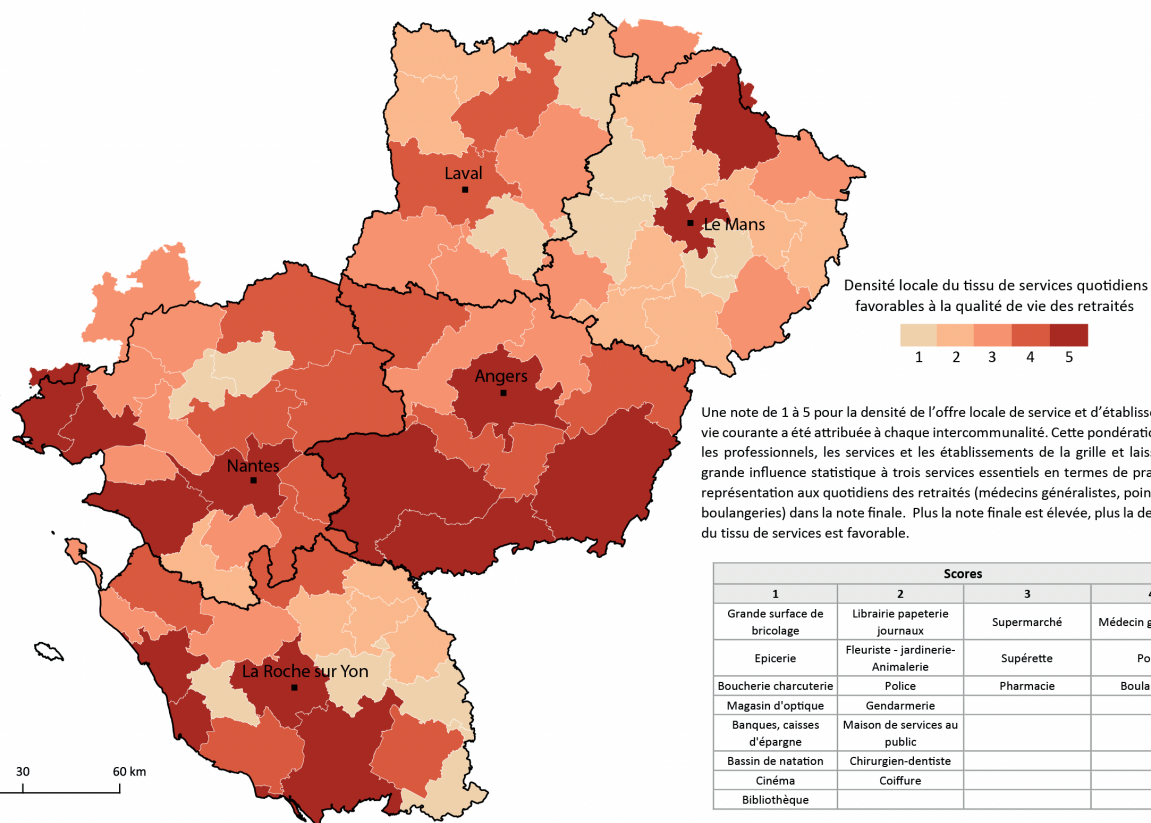 Laval
Le Mans
Angers
Nantes
La Roche sur Yon
30 60 km
Densité locale du tissu de services quotidiens
favorables à la qualité de vie des retraités
1 2 3 4 5
Une note de 1 à 5 pour la densité de l’offre locale de service et d’établiss
vie courante a été attribuée à chaque intercommunalité. Cette pondératio
les professionnels, les services et les établissements de la grille et lais
grande influence statistique à trois services essentiels en termes de pra
représentation aux quotidiens des retraités (médecins généralistes, poin
boulangeries) dans la note finale. Plus la note finale est élevée, plus la de
du tissu de services est favorable.
Scores
1 2 3 4
Grande surface de
bricolage
Librairie papeterie
journaux
Supermarché
Médecin g
Epicerie
Fleuriste - jardinerie-
Animalerie
Supérette
Po
Boucherie charcuterie
Police
Pharmacie
Boula
Magasin d'optique
Gendarmerie
Banques, caisses
d'épargne
Maison de services au
public
Bassin de natation
Chirurgien-dentiste
Cinéma
Coiffure
Bibliothèque